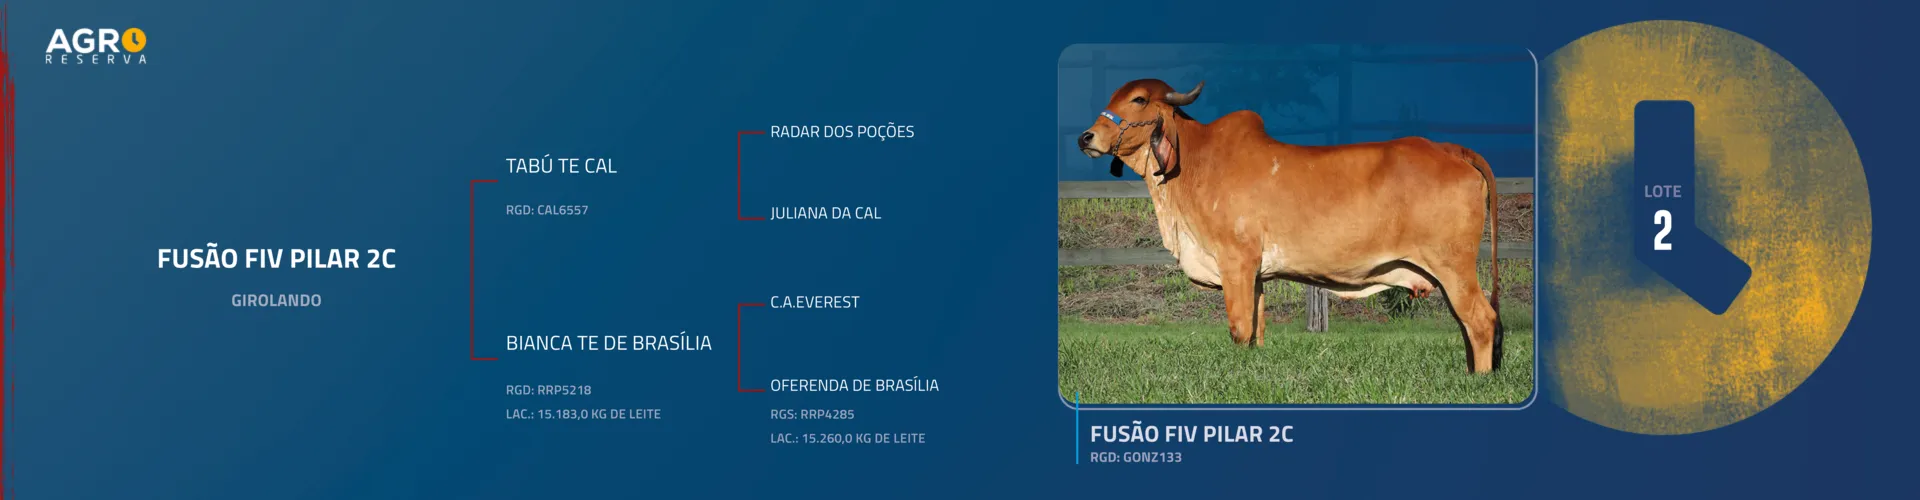 AGRO
RESERVA
FUSÃO FIV PILAR 2C
GIROLANDO
TABÚ TE CAL
RGD: CAL6557
BIANCA TE DE BRASÍLIA
RGD: RRP5218
LAC.: 15.183,0 KG DE LEITE
RADAR DOS POÇÕES
JULIANA DA CAL
C.A.EVEREST
OFERENDA DE BRASÍLIA
RGS: RRP4285
LAC.: 15.260,0 KG DE LEITE
FUSÃO FIV PILAR 2C
RGD: GONZ133
LOTE
2